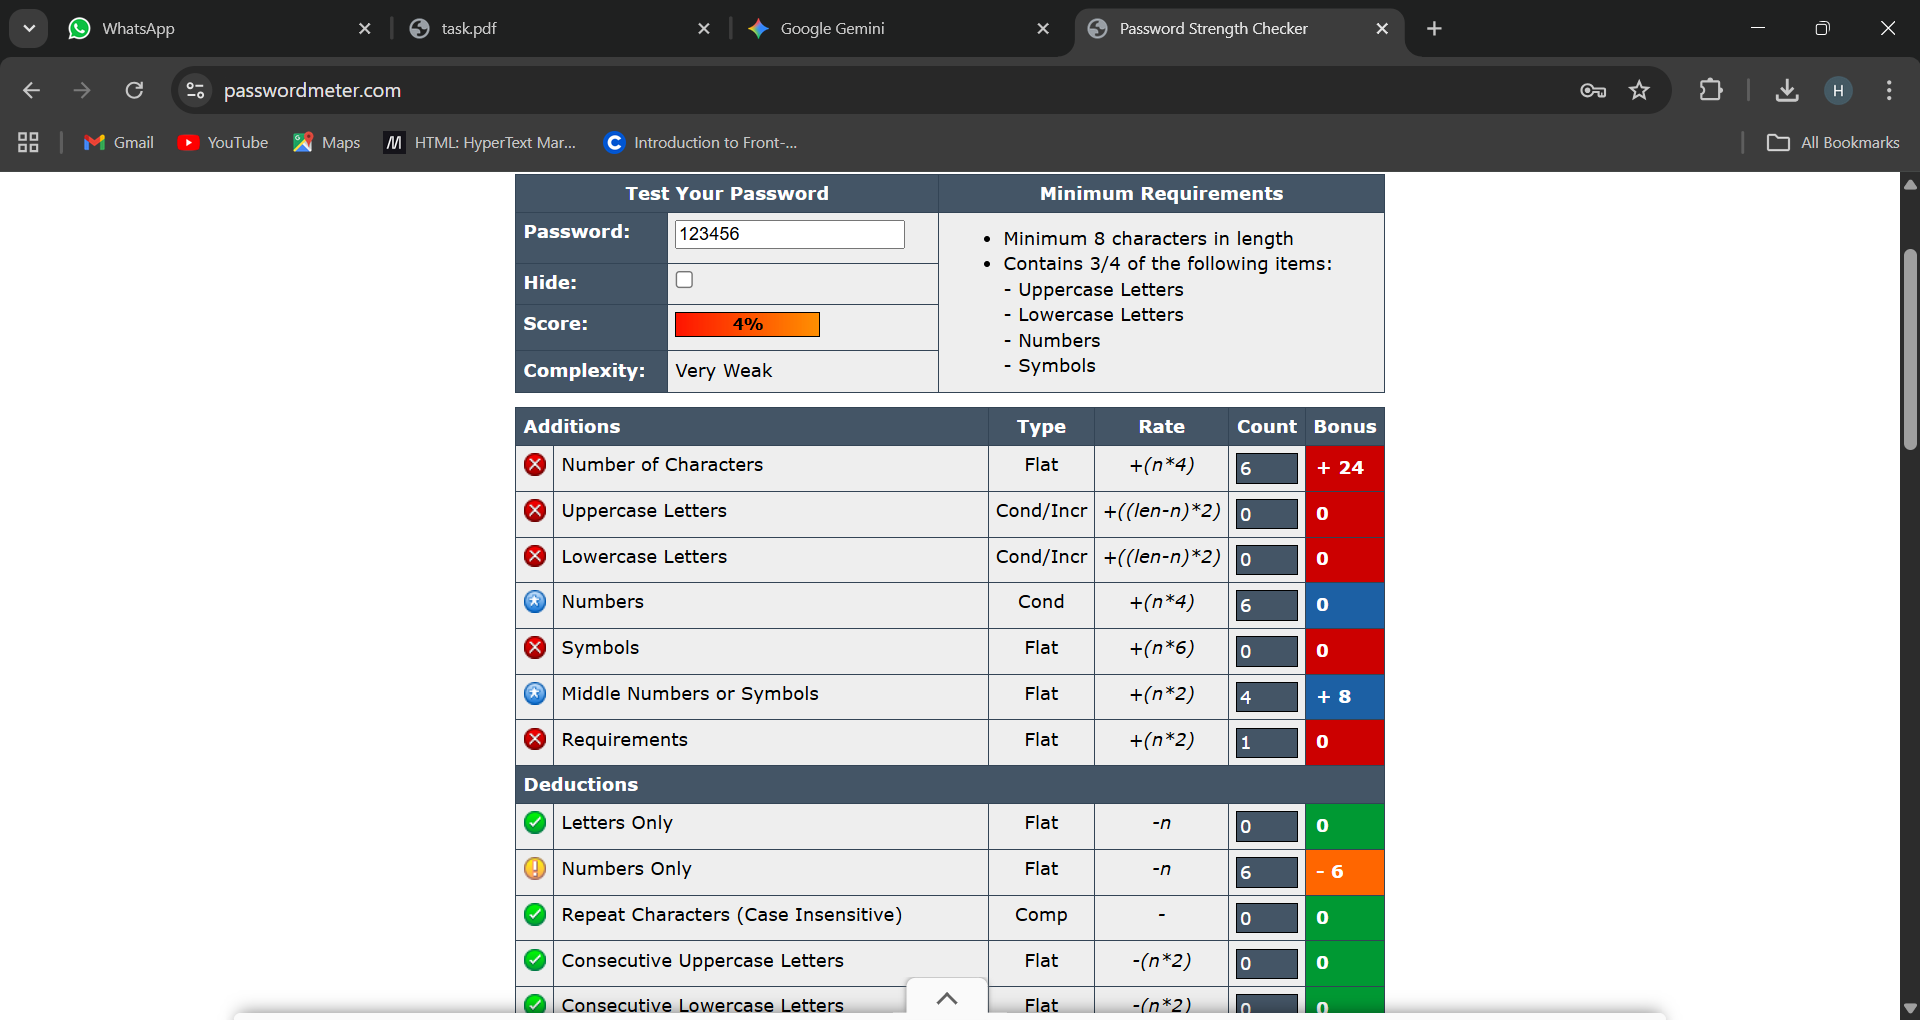 WhatsApp
task.pdf
Google Gemini
Password Strength Checker
passwordmeter.com
H
Gmail
YouTube
Maps
HTML: HyperText Mar...
Introduction to Front-...
All Bookmarks
Test Your Password
Minimum Requirements
Password:
123456
• Minimum 8 characters in length
• Contains 3/4 of the following items:
- Uppercase Letters
- Lowercase Letters
- Numbers
- Symbols
Hide:
Score:
4%
Complexity:
Very Weak
Additions Type Rate Count Bonus
Number of Characters Flat +(n*4) 6 + 24
Uppercase Letters Cond/Incr +((len-n)*2) 0 0
Lowercase Letters Cond/Incr +((len-n)*2) 0 0
Numbers Cond +(n*4) 6 0
Symbols Flat +(n*6) 0 0
Middle Numbers or Symbols Flat +(n*2) 4 + 8
Requirements Flat +(n*2) 1 0
Deductions
Letters Only Flat -n 0 0
Numbers Only Flat -n 6 - 6
Repeat Characters (Case Insensitive) Comp - 0 0
Consecutive Uppercase Letters Flat -(n*2) 0 0
Consecutive Lowercase Letters Flat -(n*2) 0 0